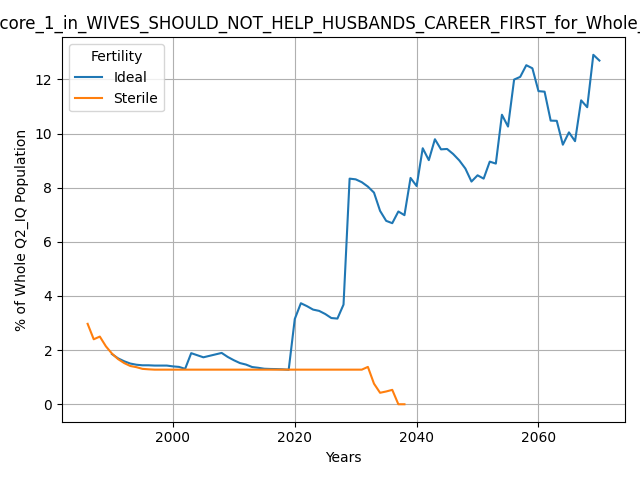 core_1_in_WIVES_SHOULD_NOT_HELP_HUSBANDS_CAREER_FIRST_for_Whole_
Fertility
Ideal
Sterile
% of Whole Q2_IQ Population
12
10
8
6
4
2
0
2000
2020
2040
2060
Years